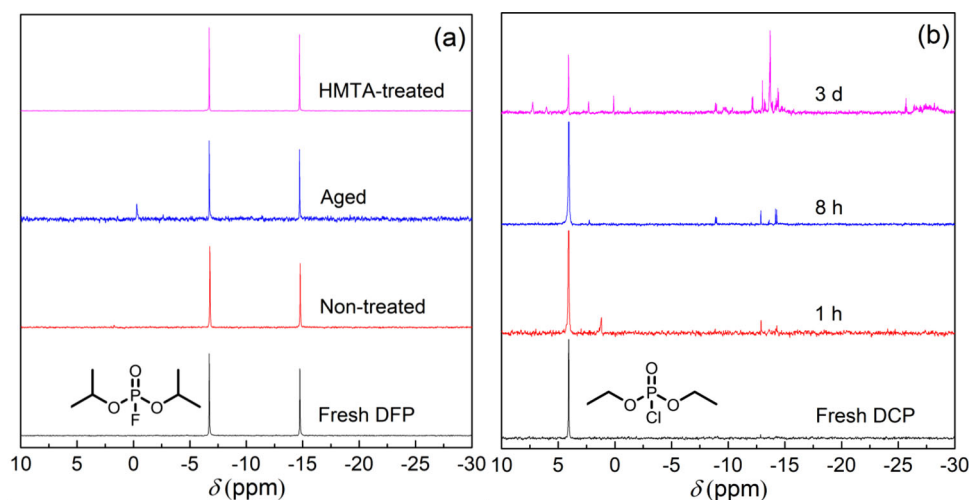 (a)
HMTA-treated
Aged
Non-treated
O
O P O
F
Fresh DFP
10 5 0 -5 -10 -15 -20 -25 -30
δ (ppm)
(b)
3 d
8 h
1 h
O
O P O
Cl
Fresh DCP
10 5 0 -5 -10 -15 -20 -25 -30
δ (ppm)